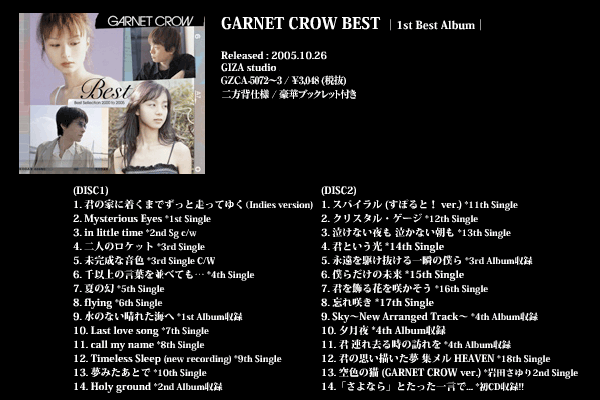 GARNET CROW
Best
Best Selection 2000 to 2005
GARNET CROW BEST | 1st Best Album |
Released : 2005.10.26
GIZA studio
GZCA-5072〜3 / ¥3,048 (税抜)
二方背仕様 / 豪華ブックレット付き
(DISC1)
1. 君の家に着くまでずっと走ってゆく(Indies version)
2. Mysterious Eyes *1st Single
3. in little time *2nd Sg c/w
4. 二人のロケット *3rd Single
5. 未完成な音色 *3rd Single C/W
6. 千以上の言葉を並べても… *4th Single
7. 夏の幻 *5th Single
8. flying *6th Single
9. 水のない晴れた海へ *1st Album収録
10. Last love song *7th Single
11. call my name *8th Single
12. Timeless Sleep (new recording) *9th Single
13. 夢みたあとで *10th Single
14. Holy ground *2nd Album収録
(DISC2)
1. スパイラル (すぽると! ver.) *11th Single
2. クリスタル・ゲージ *12th Single
3. 泣けない夜も 泣かない朝も *13th Single
4. 君という光 *14th Single
5. 永遠を駆け抜ける一瞬の僕ら *3rd Album収録
6. 僕らだけの未来 *15th Single
7. 君を飾る花を咲かそう *16th Single
8. 忘れ咲き *17th Single
9. Sky〜New Arranged Track〜 *4th Album収録
10. 夕月夜 *4th Album収録
11. 君 連れ去る時の訪れを *4th Album収録
12. 君の思い描いた夢 集メル HEAVEN *18th Single
13. 空色の猫 (GARNET CROW ver.) *岩田さゆり2nd Single
14. 「さよなら」とたった一言で... *初CD収録!!